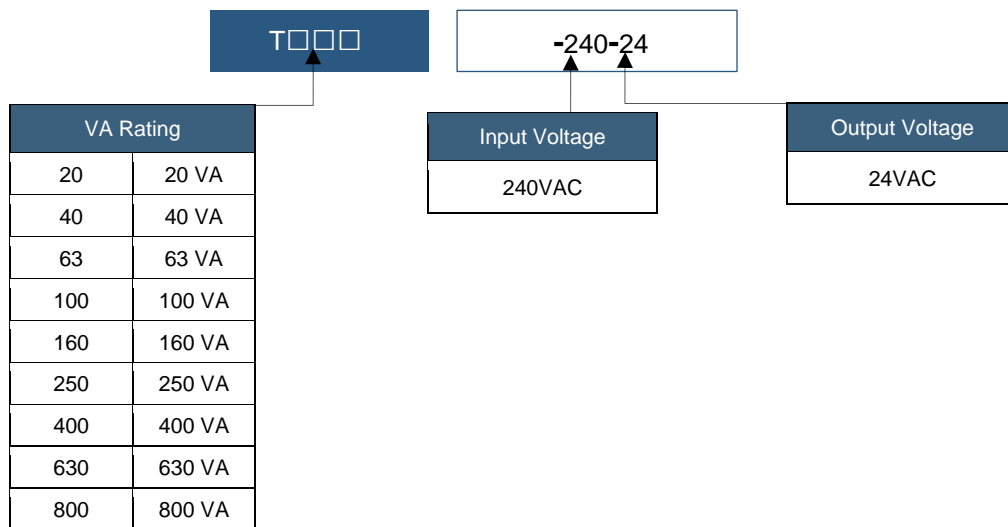 T□□□
-240-24
VA Rating
20 20 VA
40 40 VA
63 63 VA
100 100 VA
160 160 VA
250 250 VA
400 400 VA
630 630 VA
800 800 VA
Input Voltage
240VAC
Output Voltage
24VAC